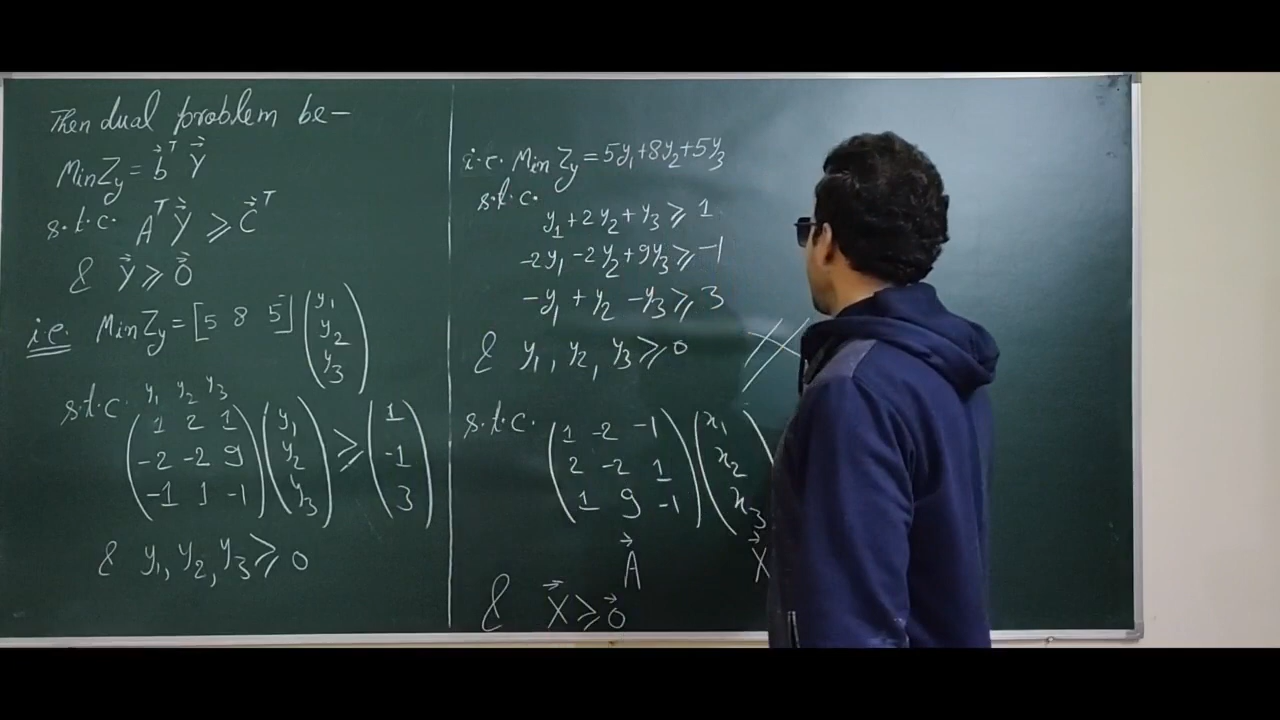 Then dual problem be-
Min Zy = b⃗ᵀ Y⃗
s.t.c. Aᵀ Y⃗ ⩾ C⃗ᵀ
& Y⃗ ⩾ 0⃗
i.e. Min Zy = [5 8 5] (y₁
y₂
y₃)
s.t.c. y₁ y₂ y₃
(1 2 1
-2 -2 9
-1 1 -1) (y₁
y₂
y₃) ⩾ (1
-1
3)
& y₁, y₂, y₃ ⩾ 0
i.e. Min Zy = 5y₁+8y₂+5y₃
s.t.c.
y₁+2y₂+y₃ ⩾ 1
-2y₁-2y₂+9y₃ ⩾ -1
-y₁+y₂-y₃ ⩾ 3
& y₁, y₂, y₃ ⩾ 0
s.t.c. (1 -2 -1
2 -2 1
1 9 -1) (x₁
x₂
x₃)
A⃗ X⃗
& X⃗ ⩾ 0⃗